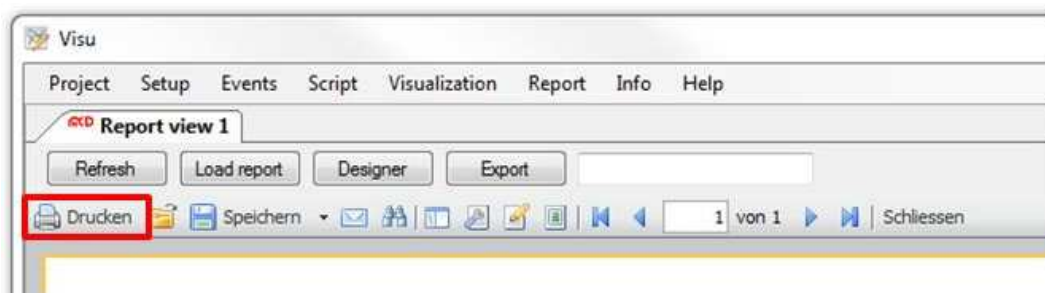 Visu
Project Setup Events Script Visualization Report Info Help
Report view 1
Refresh Load report Designer Export
Drucken Speichern 1 von 1 Schliessen